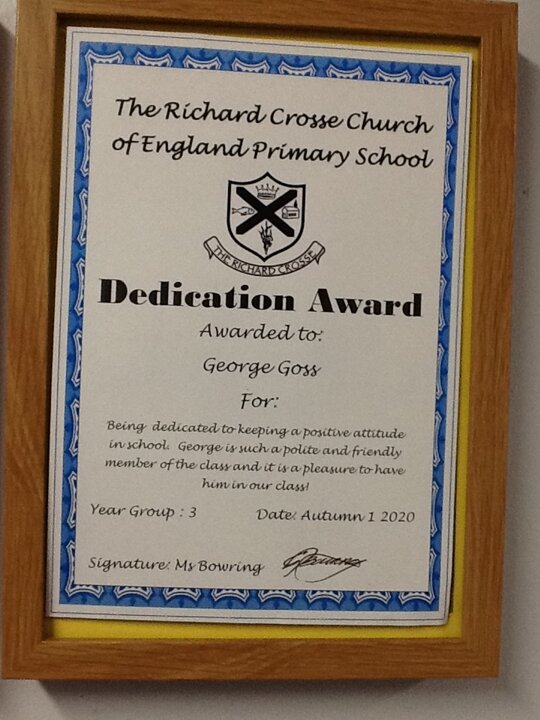 The Richard Crosse Church
of England Primary School
THE RICHARD CROSSE
Dedication Award
Awarded to:
George Goss
For:
Being dedicated to keeping a positive attitude
in school. George is such a polite and friendly
member of the class and it is a pleasure to have
him in our class!
Year Group : 3 Date: Autumn 1 2020
Signature: Ms Bowring